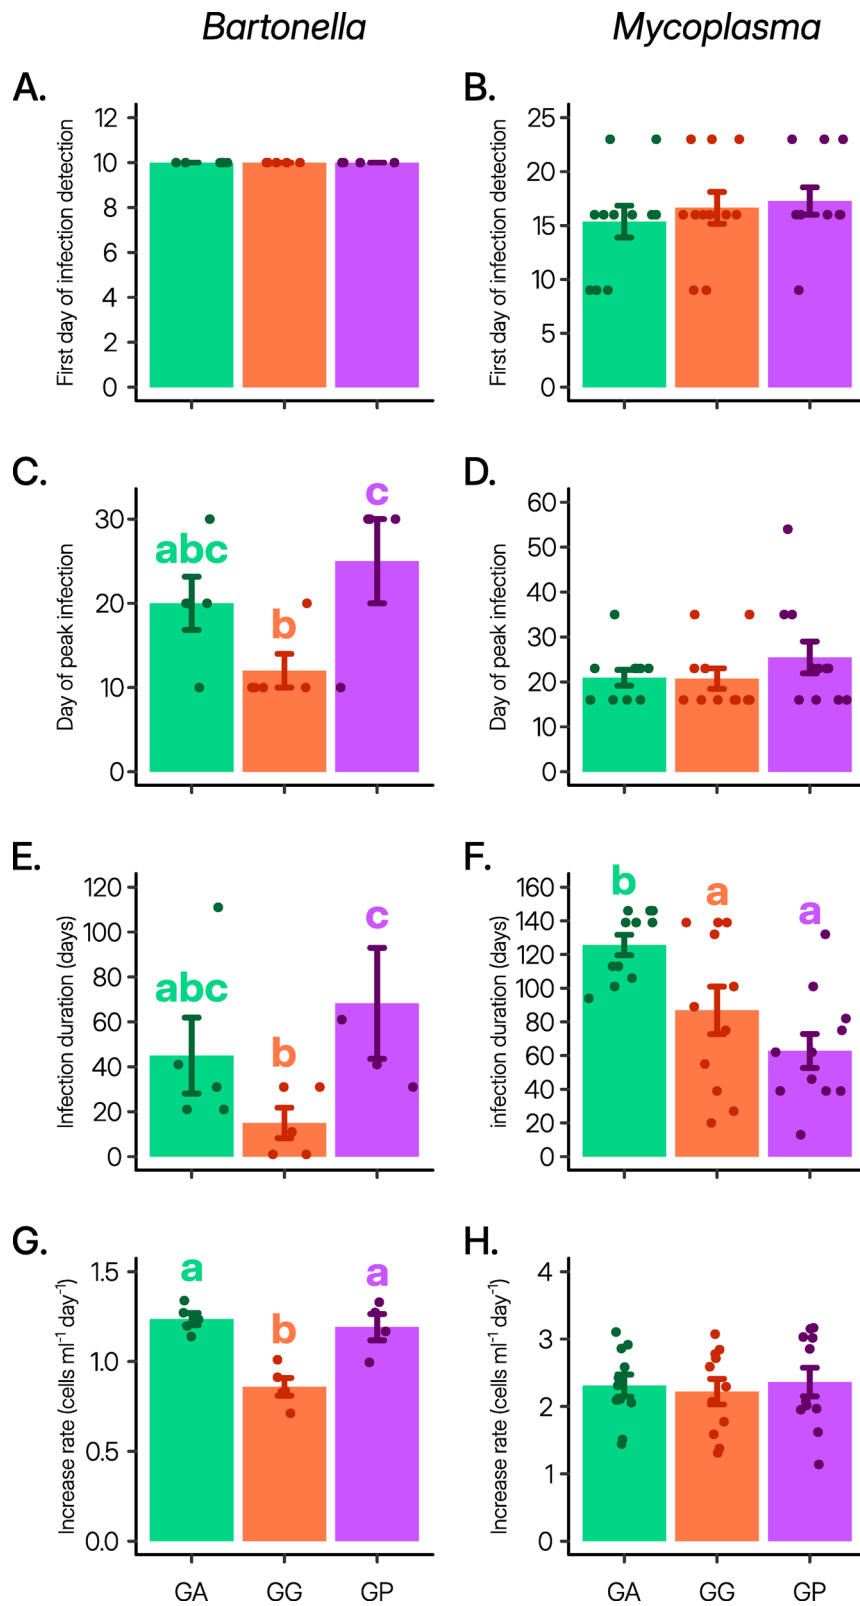 Bartonella
Mycoplasma
A.
First day of infection detection
12
10
8
6
4
2
0
B.
First day of infection detection
25
20
15
10
5
0
C.
Day of peak infection
30
20
10
0
abc
b
c
D.
Day of peak infection
60
50
40
30
20
10
0
E.
Infection duration (days)
120
100
80
60
40
20
0
abc
b
c
F.
infection duration (days)
160
140
120
100
80
60
40
20
0
b
a
a
G.
Increase rate (cells ml⁻¹ day⁻¹)
1.5
1.0
0.5
0.0
a
b
a
GA
GG
GP
H.
Increase rate (cells ml⁻¹ day⁻¹)
4
3
2
1
0
GA
GG
GP